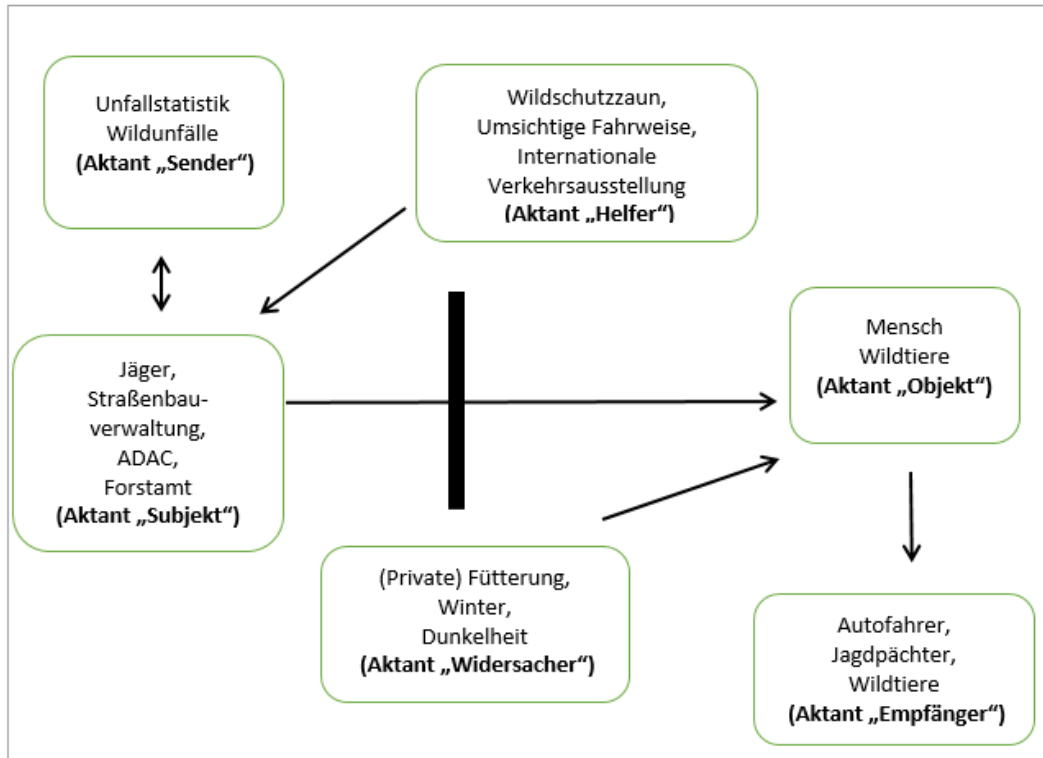 Unfallstatistik
Wildunfälle
(Aktant „Sender“)
Wildschutzzaun,
Umsichtige Fahrweise,
Internationale
Verkehrsausstellung
(Aktant „Helfer“)
Jäger,
Straßenbau-
verwaltung,
ADAC,
Forstamt
(Aktant „Subjekt“)
Mensch
Wildtiere
(Aktant „Objekt“)
(Private) Fütterung,
Winter,
Dunkelheit
(Aktant „Widersacher“)
Autofahrer,
Jagdpächter,
Wildtiere
(Aktant „Empfänger“)